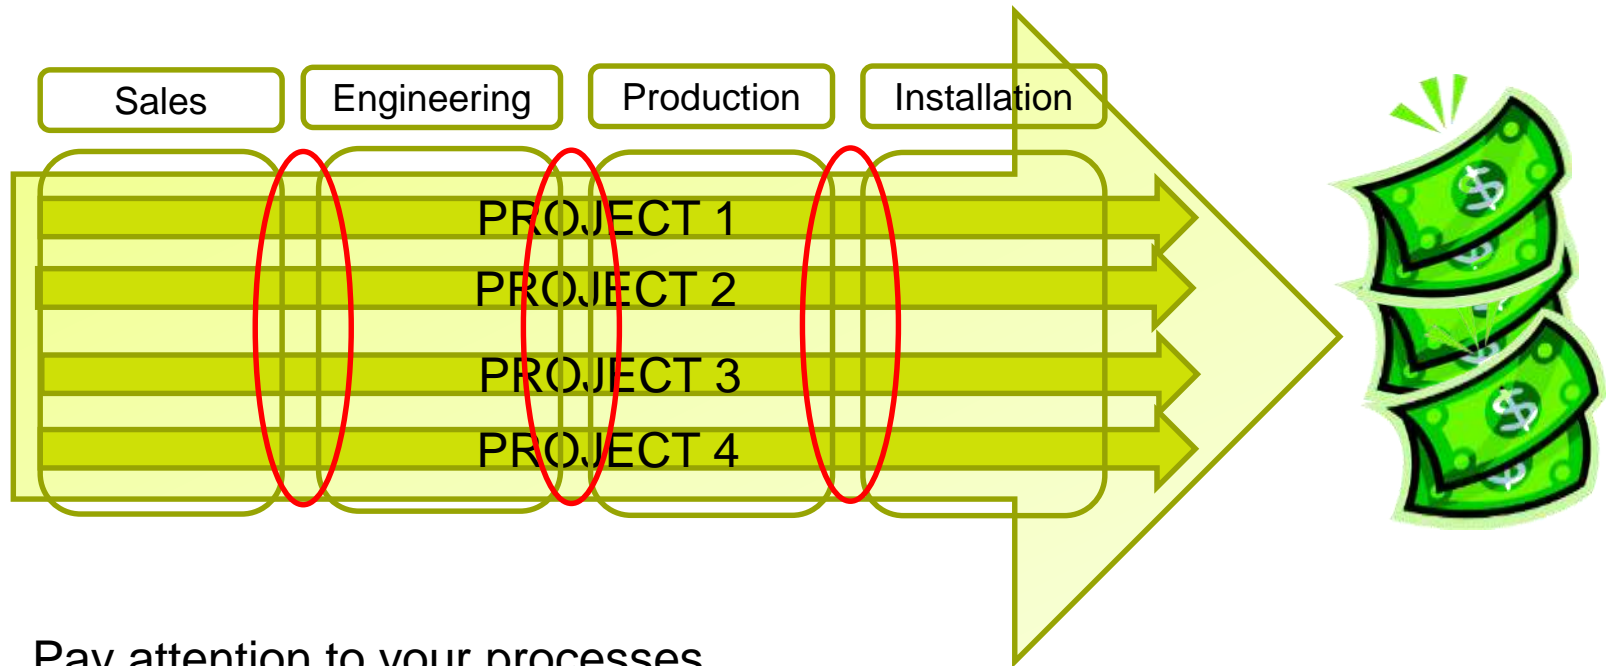 Sales
Engineering
Production
Installation
PROJECT 1
PROJECT 2
PROJECT 3
PROJECT 4
$
$
Pay attention to your processes